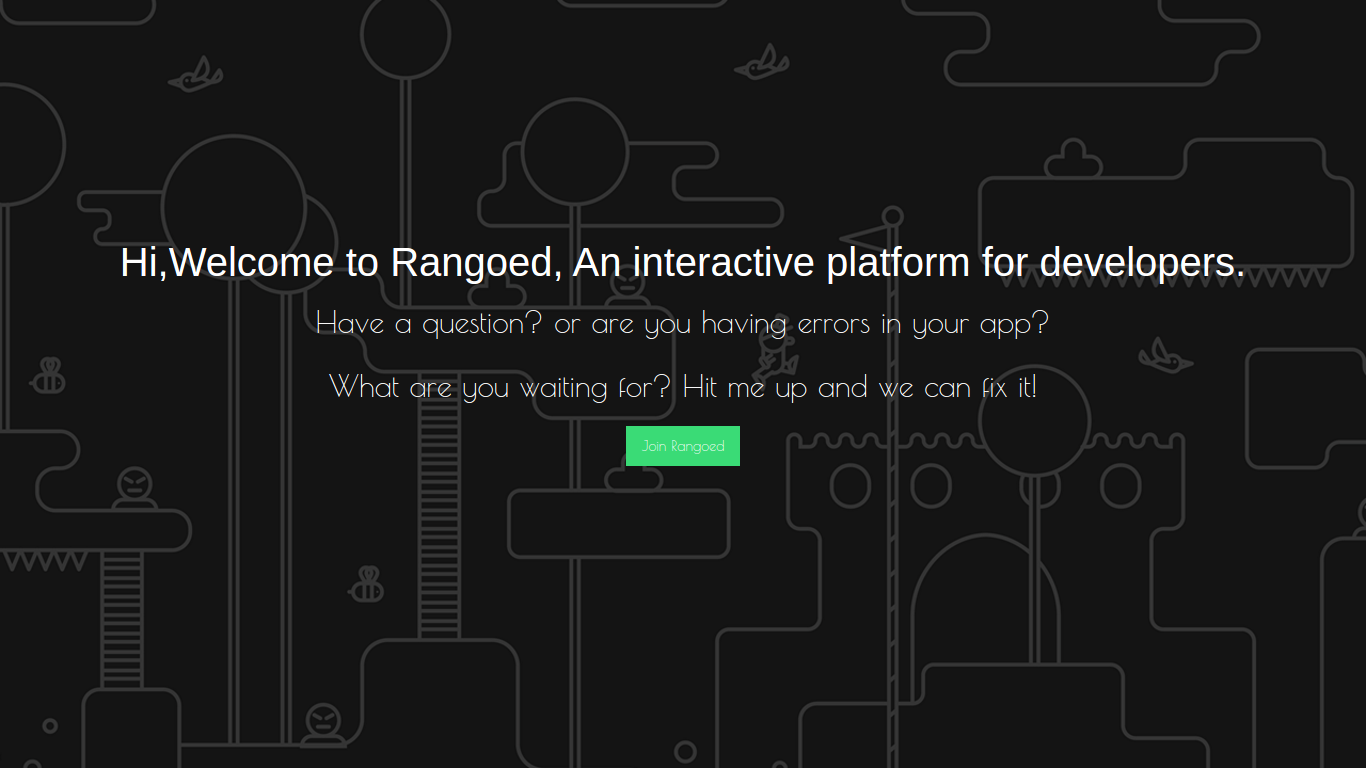 Hi,Welcome to Rangoed, An interactive platform for developers.
Have a question? or are you having errors in your app?
What are you waiting for? Hit me up and we can fix it!
Join Rangoed